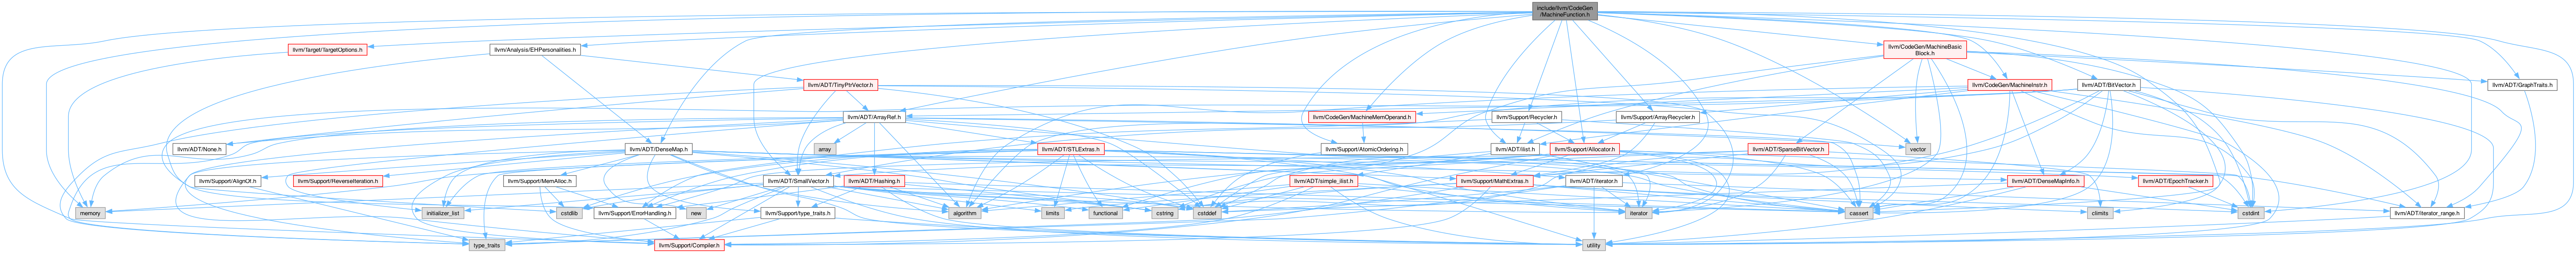 include/llvm/CodeGen
/MachineFunction.h
llvm/Target/TargetOptions.h
llvm/Analysis/EHPersonalities.h
llvm/CodeGen/MachineBasic
Block.h
llvm/ADT/TinyPtrVector.h
llvm/CodeGen/MachineInstr.h
llvm/ADT/BitVector.h
llvm/ADT/GraphTraits.h
llvm/ADT/ArrayRef.h
llvm/CodeGen/MachineMemOperand.h
llvm/Support/Recycler.h
llvm/Support/ArrayRecycler.h
llvm/ADT/None.h
llvm/ADT/DenseMap.h
array
llvm/ADT/STLExtras.h
llvm/Support/AtomicOrdering.h
llvm/ADT/ilist.h
llvm/Support/Allocator.h
llvm/ADT/SparseBitVector.h
vector
llvm/Support/AlignOf.h
llvm/Support/ReverseIteration.h
llvm/Support/MemAlloc.h
llvm/ADT/SmallVector.h
llvm/ADT/Hashing.h
llvm/ADT/simple_ilist.h
llvm/Support/MathExtras.h
llvm/ADT/iterator.h
llvm/ADT/DenseMapInfo.h
llvm/ADT/EpochTracker.h
memory
initializer_list
cstdlib
llvm/Support/ErrorHandling.h
new
llvm/Support/type_traits.h
algorithm
limits
functional
cstring
cstddef
iterator
cassert
climits
cstdint
llvm/ADT/iterator_range.h
type_traits
llvm/Support/Compiler.h
utility